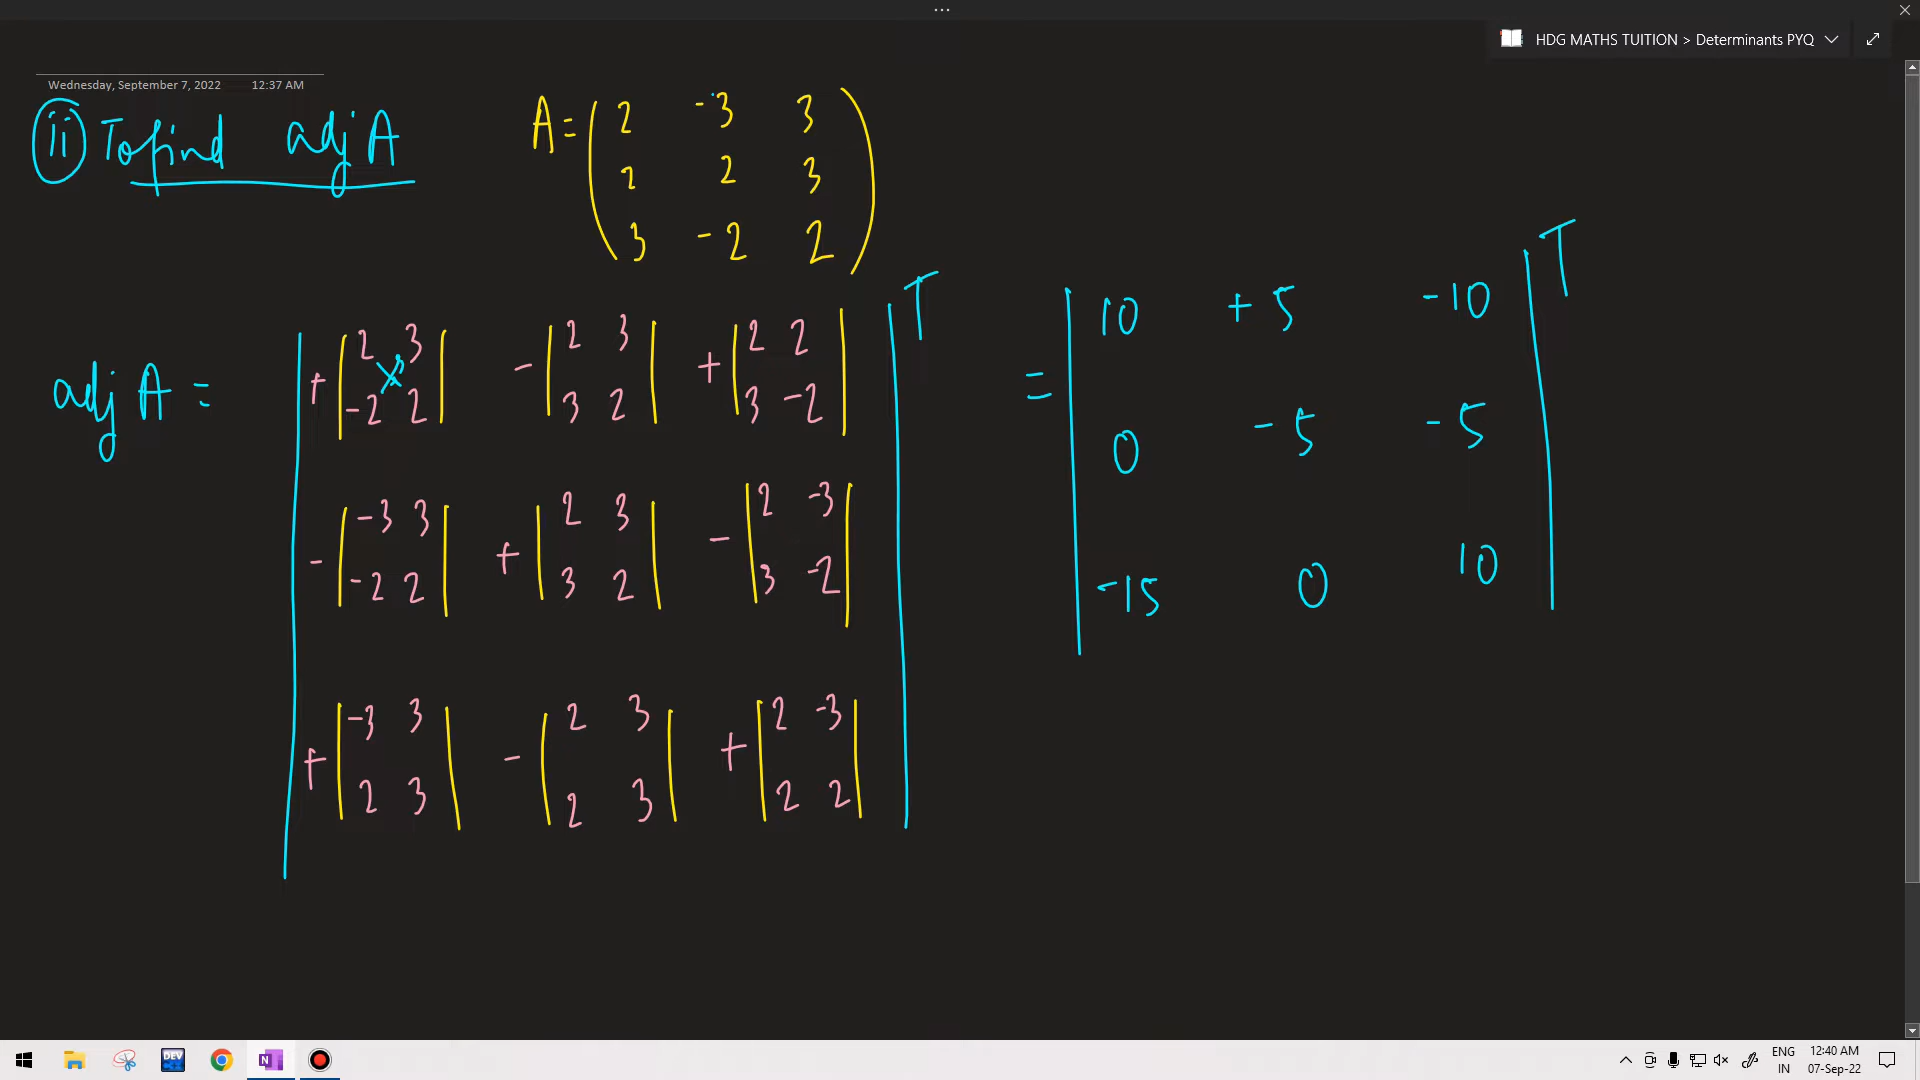 ...
HDG MATHS TUITION > Determinants PYQ
Wednesday, September 7, 2022 12:37 AM
ii) To find adj A
A = ( 2 -3 3
2 2 3
3 -2 2 )
adj A = | +|2 3 -|2 3 +|2 2 |T
-2 2| 3 2| 3 -2|
-|-3 3 +|2 3 -|2 -3
-2 2| 3 2| 3 -2|
+|-3 3 -|2 3 +|2 -3
2 3| 2 3| 2 2|
= | 10 +5 -10 |T
0 -5 -5
-15 0 10
DEV
N
ENG
IN
12:40 AM
07-Sep-22